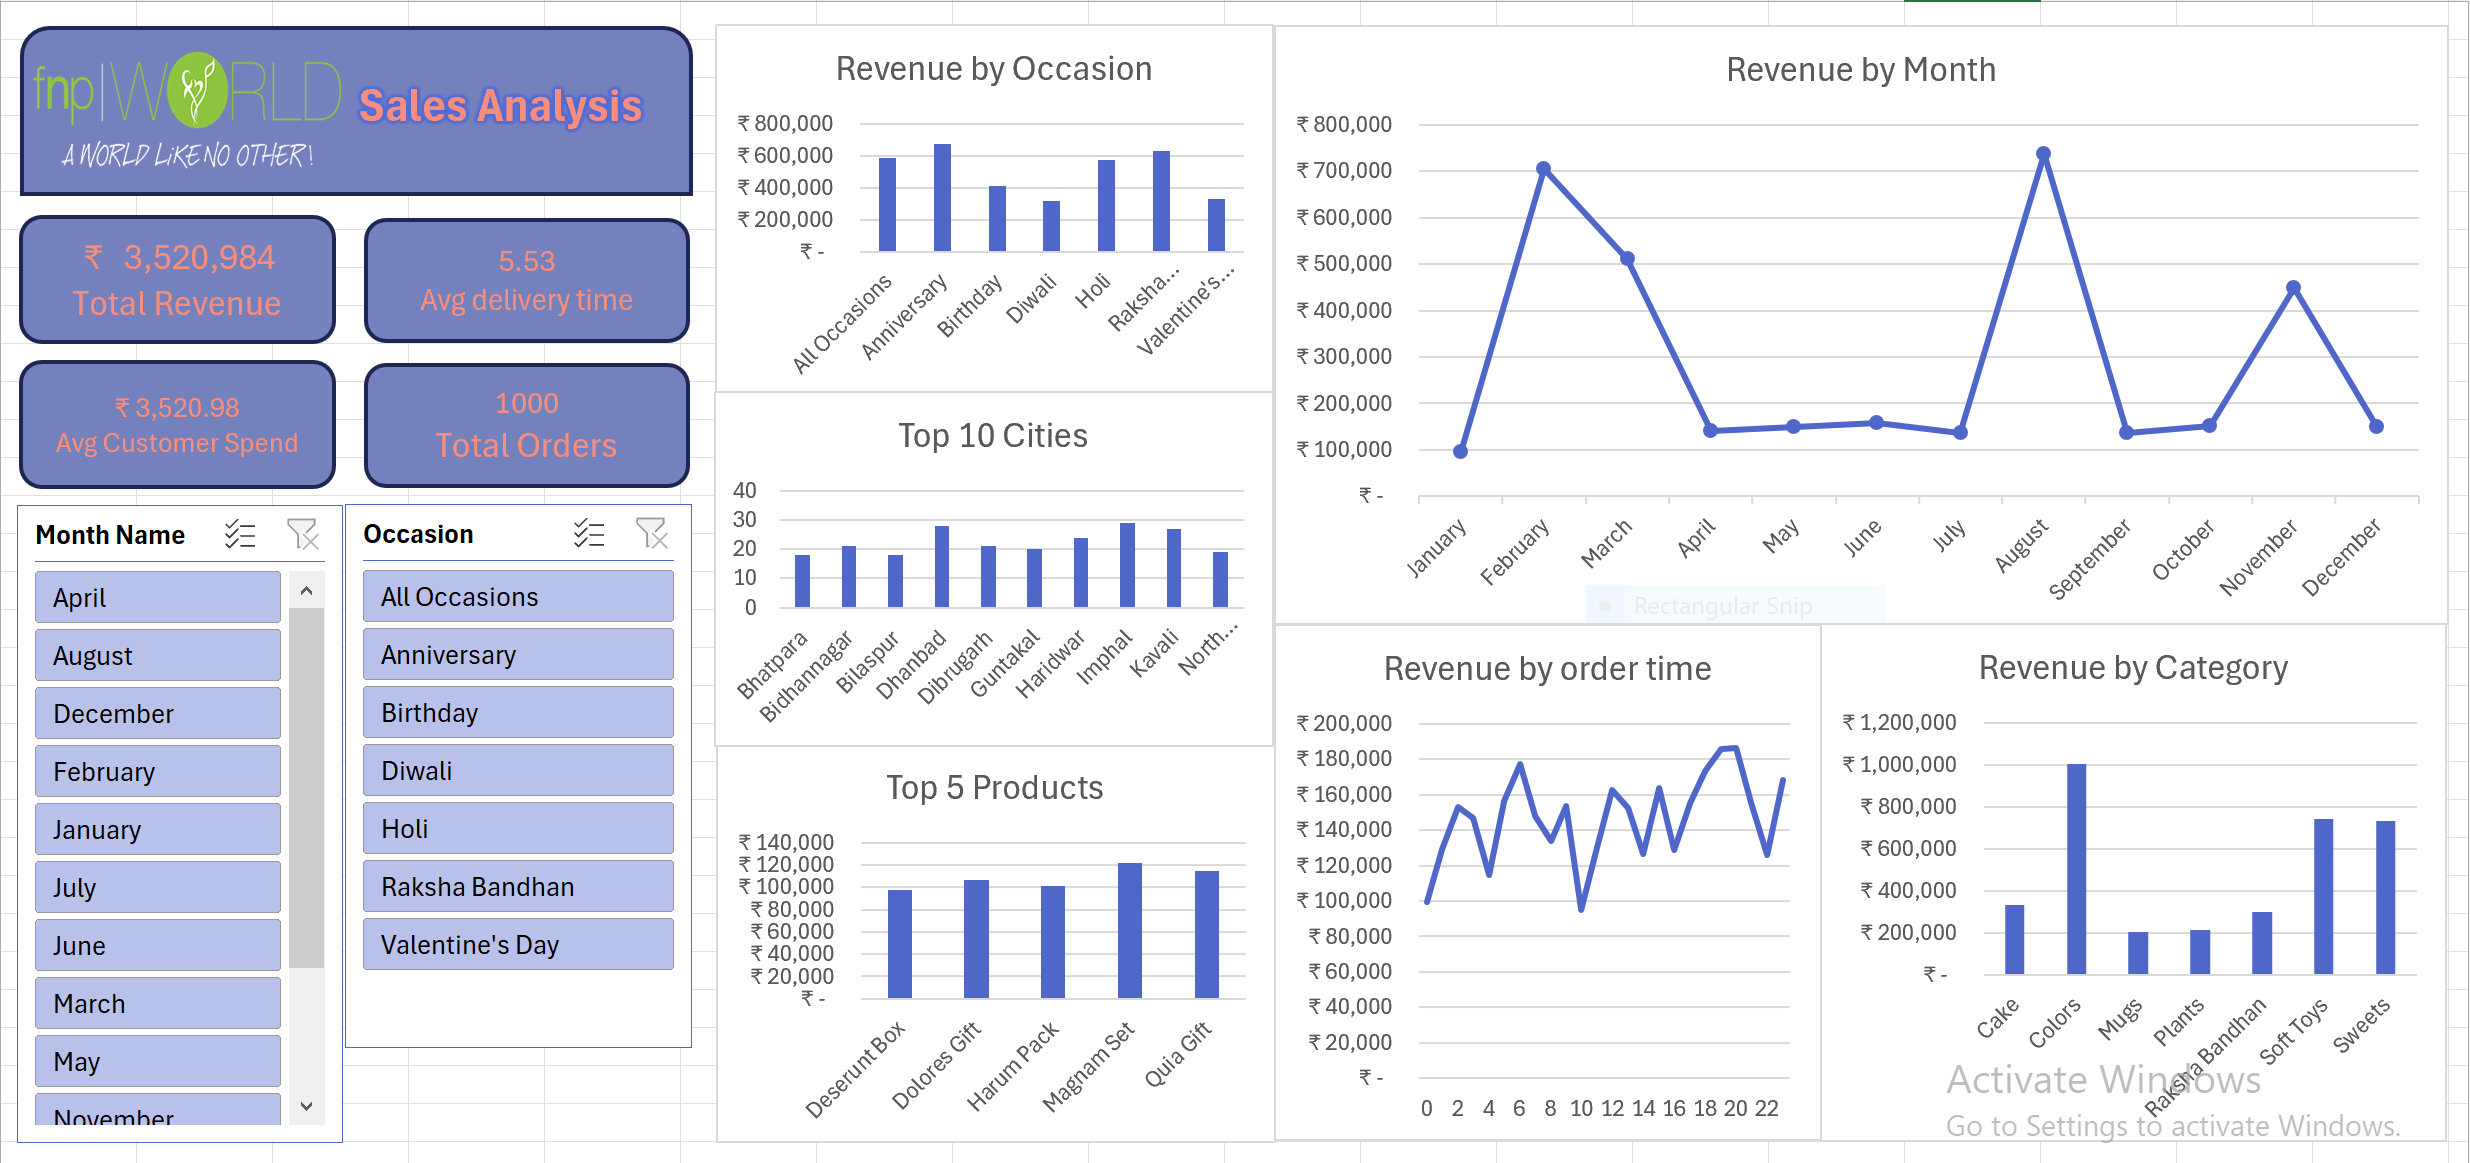 fnp WORLD
A WORLD LiKE NO OTHER!
Sales Analysis
₹ 3,520,984
Total Revenue
5.53
Avg delivery time
₹ 3,520.98
Avg Customer Spend
1000
Total Orders
Month Name
April
August
December
February
January
July
June
March
May
November
Occasion
All Occasions
Anniversary
Birthday
Diwali
Holi
Raksha Bandhan
Valentine's Day
Revenue by Occasion
₹ 800,000
₹ 600,000
₹ 400,000
₹ 200,000
₹ -
All Occasions
Anniversary
Birthday
Diwali
Holi
Raksha...
Valentine's...
Top 10 Cities
40
30
20
10
0
Bhatpara
Bidhannagar
Bilaspur
Dhanbad
Dibrugarh
Guntakal
Haridwar
Imphal
Kavali
North...
Top 5 Products
₹ 140,000
₹ 120,000
₹ 100,000
₹ 80,000
₹ 60,000
₹ 40,000
₹ 20,000
₹ -
Deserunt Box
Dolores Gift
Harum Pack
Magnam Set
Quia Gift
Revenue by Month
₹ 800,000
₹ 700,000
₹ 600,000
₹ 500,000
₹ 400,000
₹ 300,000
₹ 200,000
₹ 100,000
₹ -
January
February
March
April
May
June
July
August
September
October
November
December
Rectangular Snip
Revenue by order time
₹ 200,000
₹ 180,000
₹ 160,000
₹ 140,000
₹ 120,000
₹ 100,000
₹ 80,000
₹ 60,000
₹ 40,000
₹ 20,000
₹ -
0 2 4 6 8 10 12 14 16 18 20 22
Revenue by Category
₹ 1,200,000
₹ 1,000,000
₹ 800,000
₹ 600,000
₹ 400,000
₹ 200,000
₹ -
Cake
Colors
Mugs
Plants
Raksha Bandhan
Soft Toys
Sweets
Activate Windows
Go to Settings to activate Windows.